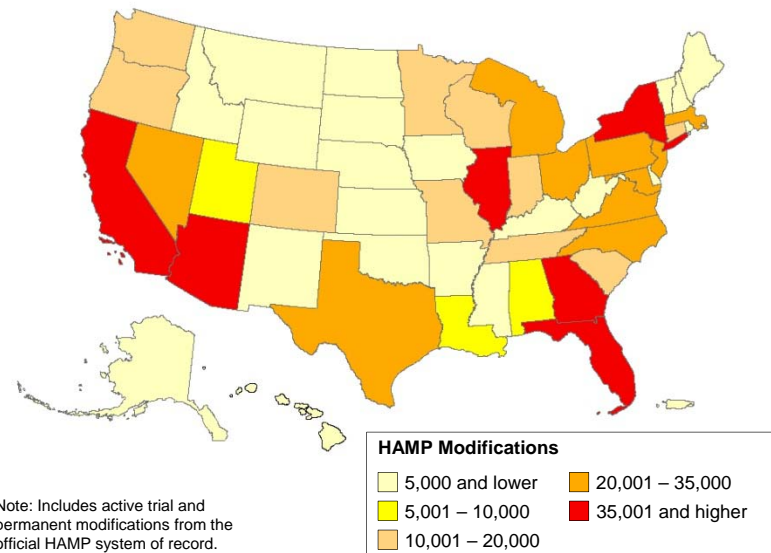 HAMP Modifications
5,000 and lower
20,001 – 35,000
5,001 – 10,000
35,001 and higher
10,001 – 20,000
Note: Includes active trial and
permanent modifications from the
official HAMP system of record.